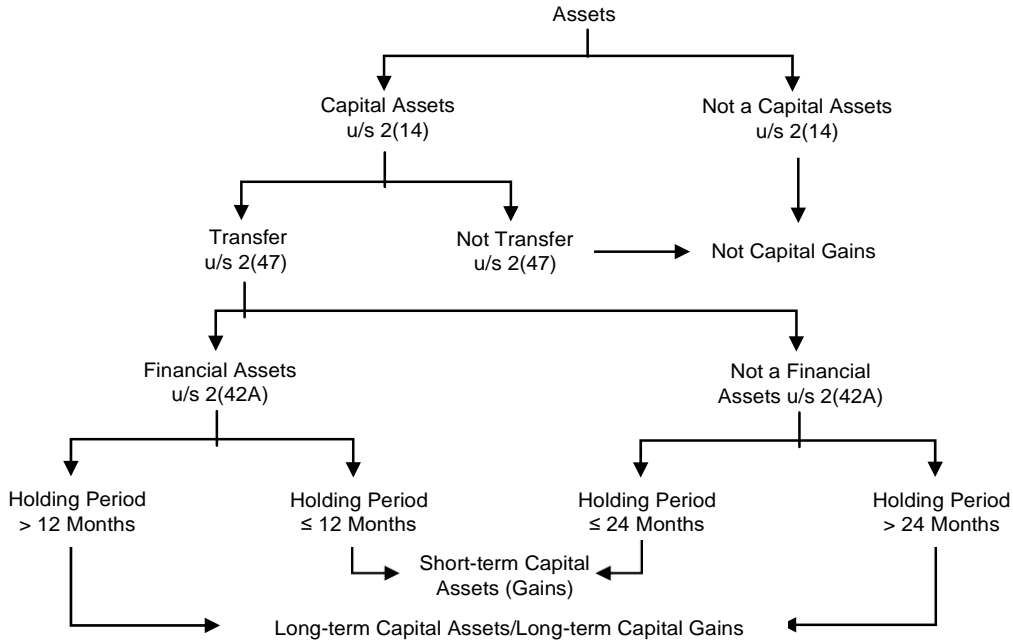 Assets
Capital Assets
u/s 2(14)
Not a Capital Assets
u/s 2(14)
Transfer
u/s 2(47)
Not Transfer
u/s 2(47)
Not Capital Gains
Financial Assets
u/s 2(42A)
Not a Financial
Assets u/s 2(42A)
Holding Period
> 12 Months
Holding Period
≤ 12 Months
Holding Period
≤ 24 Months
Holding Period
> 24 Months
Short-term Capital
Assets (Gains)
Long-term Capital Assets/Long-term Capital Gains